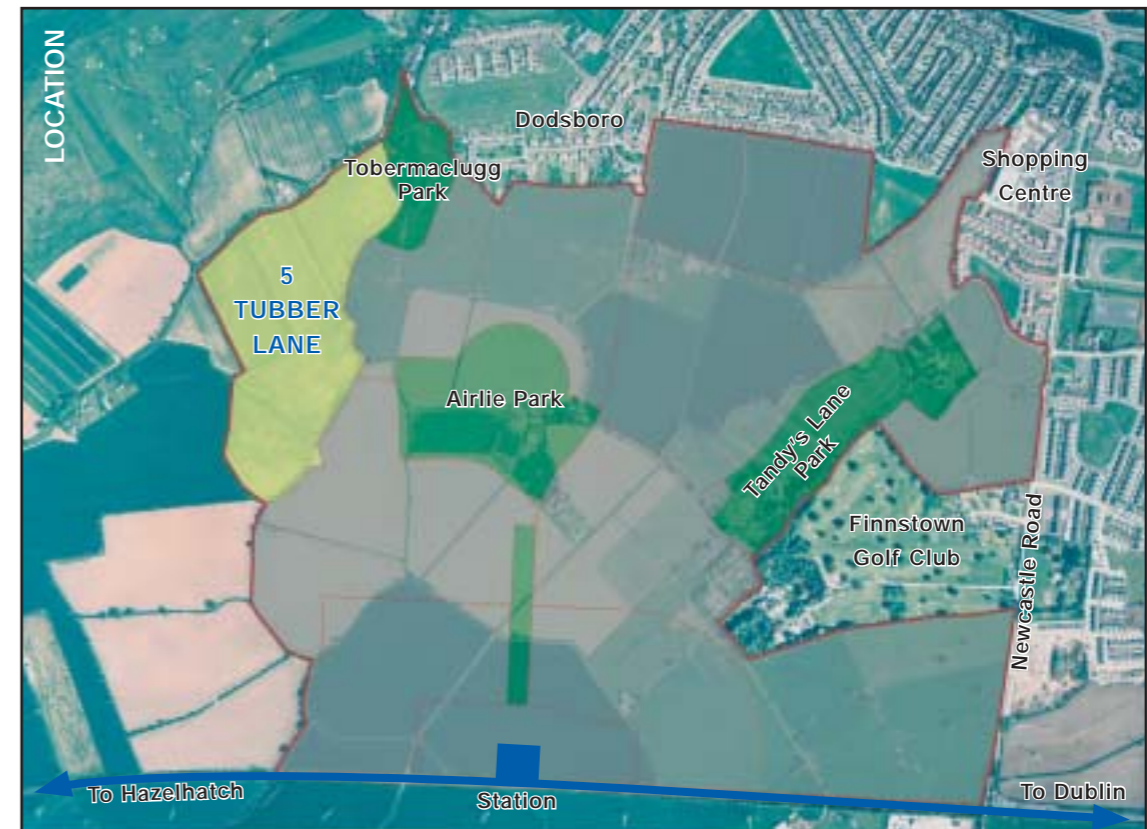 LOCATION
Dodsboro
Shopping
Centre
Tobermaclugg
Park
5
TUBBER
LANE
Airlie Park
Tandy's Lane
Park
Finnstown
Golf Club
Newcastle Road
To Hazelhatch
Station
To Dublin